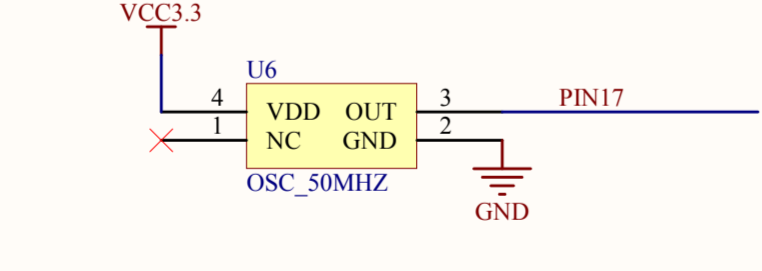 VCC3.3
U6
4 VDD OUT 3 PIN17
1 NC GND 2
OSC_50MHZ
GND